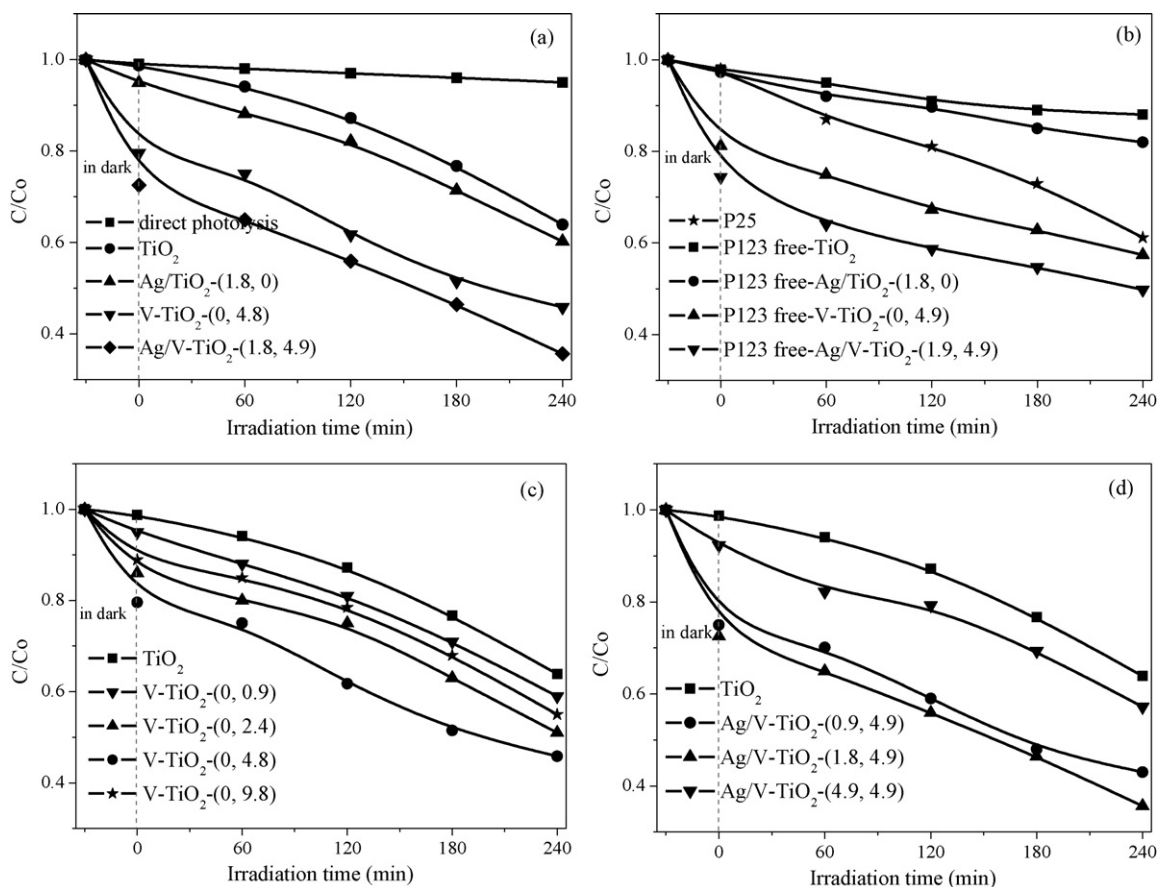 (a)
1.0
0.8
0.6
0.4
C/Co
in dark
direct photolysis
TiO₂
Ag/TiO₂-(1.8, 0)
V-TiO₂-(0, 4.8)
Ag/V-TiO₂-(1.8, 4.9)
0 60 120 180 240
Irradiation time (min)
(b)
1.0
0.8
0.6
0.4
C/Co
in dark
P25
P123 free-TiO₂
P123 free-Ag/TiO₂-(1.8, 0)
P123 free-V-TiO₂-(0, 4.9)
P123 free-Ag/V-TiO₂-(1.9, 4.9)
0 60 120 180 240
Irradiation time (min)
(c)
1.0
0.8
0.6
0.4
C/Co
in dark
TiO₂
V-TiO₂-(0, 0.9)
V-TiO₂-(0, 2.4)
V-TiO₂-(0, 4.8)
V-TiO₂-(0, 9.8)
0 60 120 180 240
Irradiation time (min)
(d)
1.0
0.8
0.6
0.4
C/Co
in dark
TiO₂
Ag/V-TiO₂-(0.9, 4.9)
Ag/V-TiO₂-(1.8, 4.9)
Ag/V-TiO₂-(4.9, 4.9)
0 60 120 180 240
Irradiation time (min)